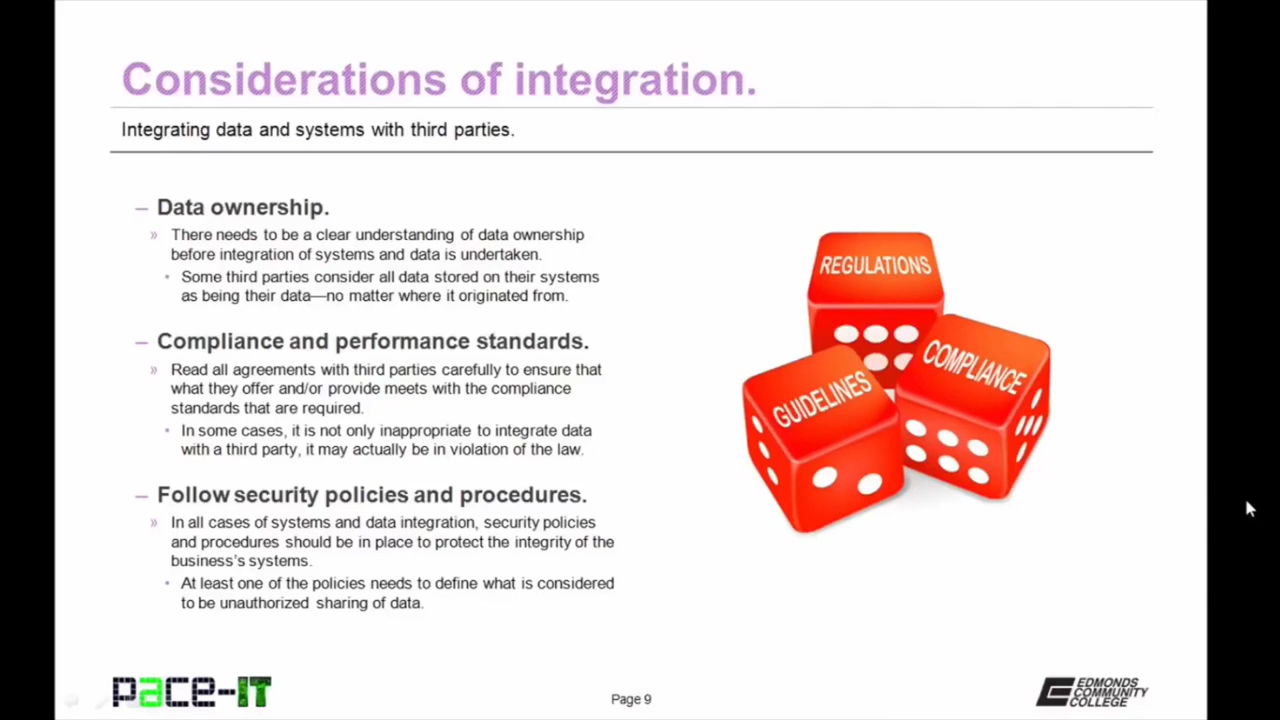 Considerations of integration.
Integrating data and systems with third parties.
– Data ownership.
» There needs to be a clear understanding of data ownership
before integration of systems and data is undertaken.
• Some third parties consider all data stored on their systems
as being their data—no matter where it originated from.
– Compliance and performance standards.
» Read all agreements with third parties carefully to ensure that
what they offer and/or provide meets with the compliance
standards that are required.
• In some cases, it is not only inappropriate to integrate data
with a third party, it may actually be in violation of the law.
– Follow security policies and procedures.
» In all cases of systems and data integration, security policies
and procedures should be in place to protect the integrity of the
business's systems.
• At least one of the policies needs to define what is considered
to be unauthorized sharing of data.
REGULATIONS
GUIDELINES
COMPLIANCE
pace-IT
Page 9
EDMONDS
COMMUNITY
COLLEGE